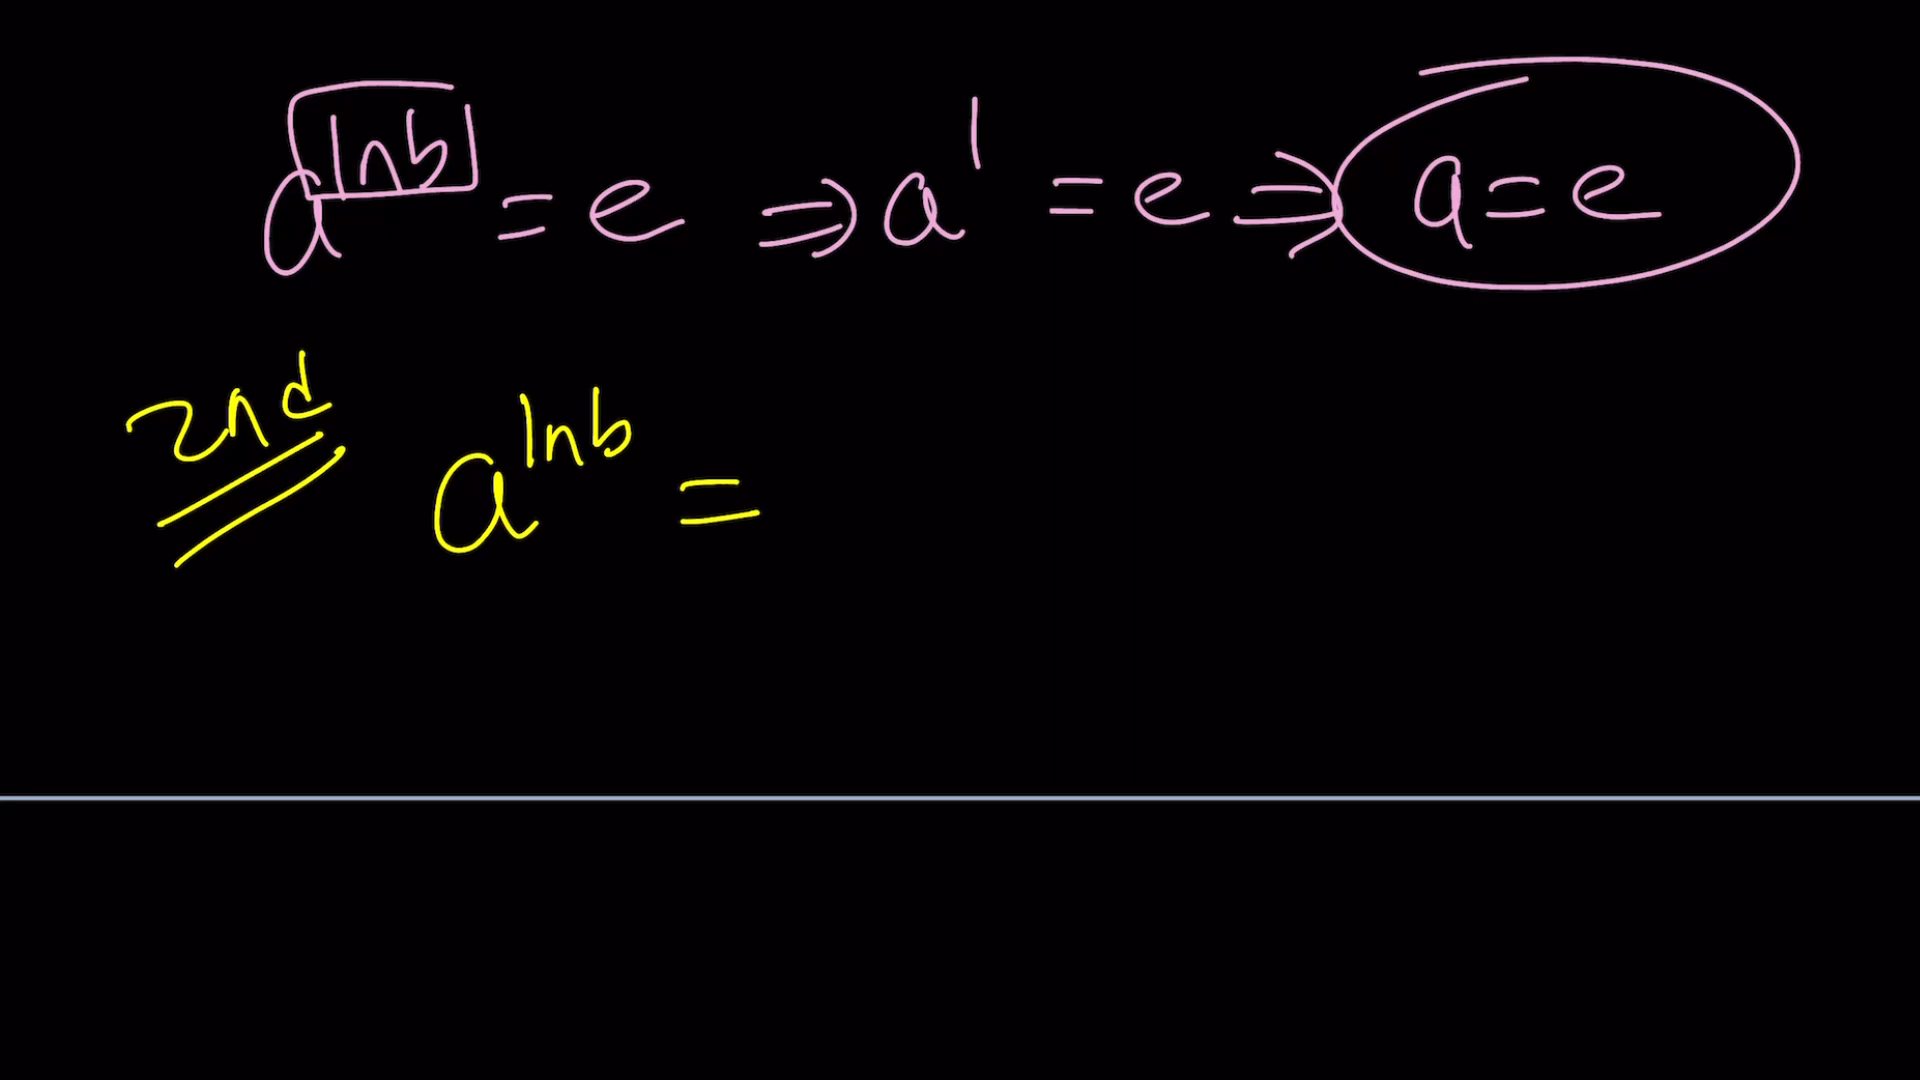 a^{ln b} = e ⇒ a^1 = e ⇒ a = e
2nd a^{ln b} =